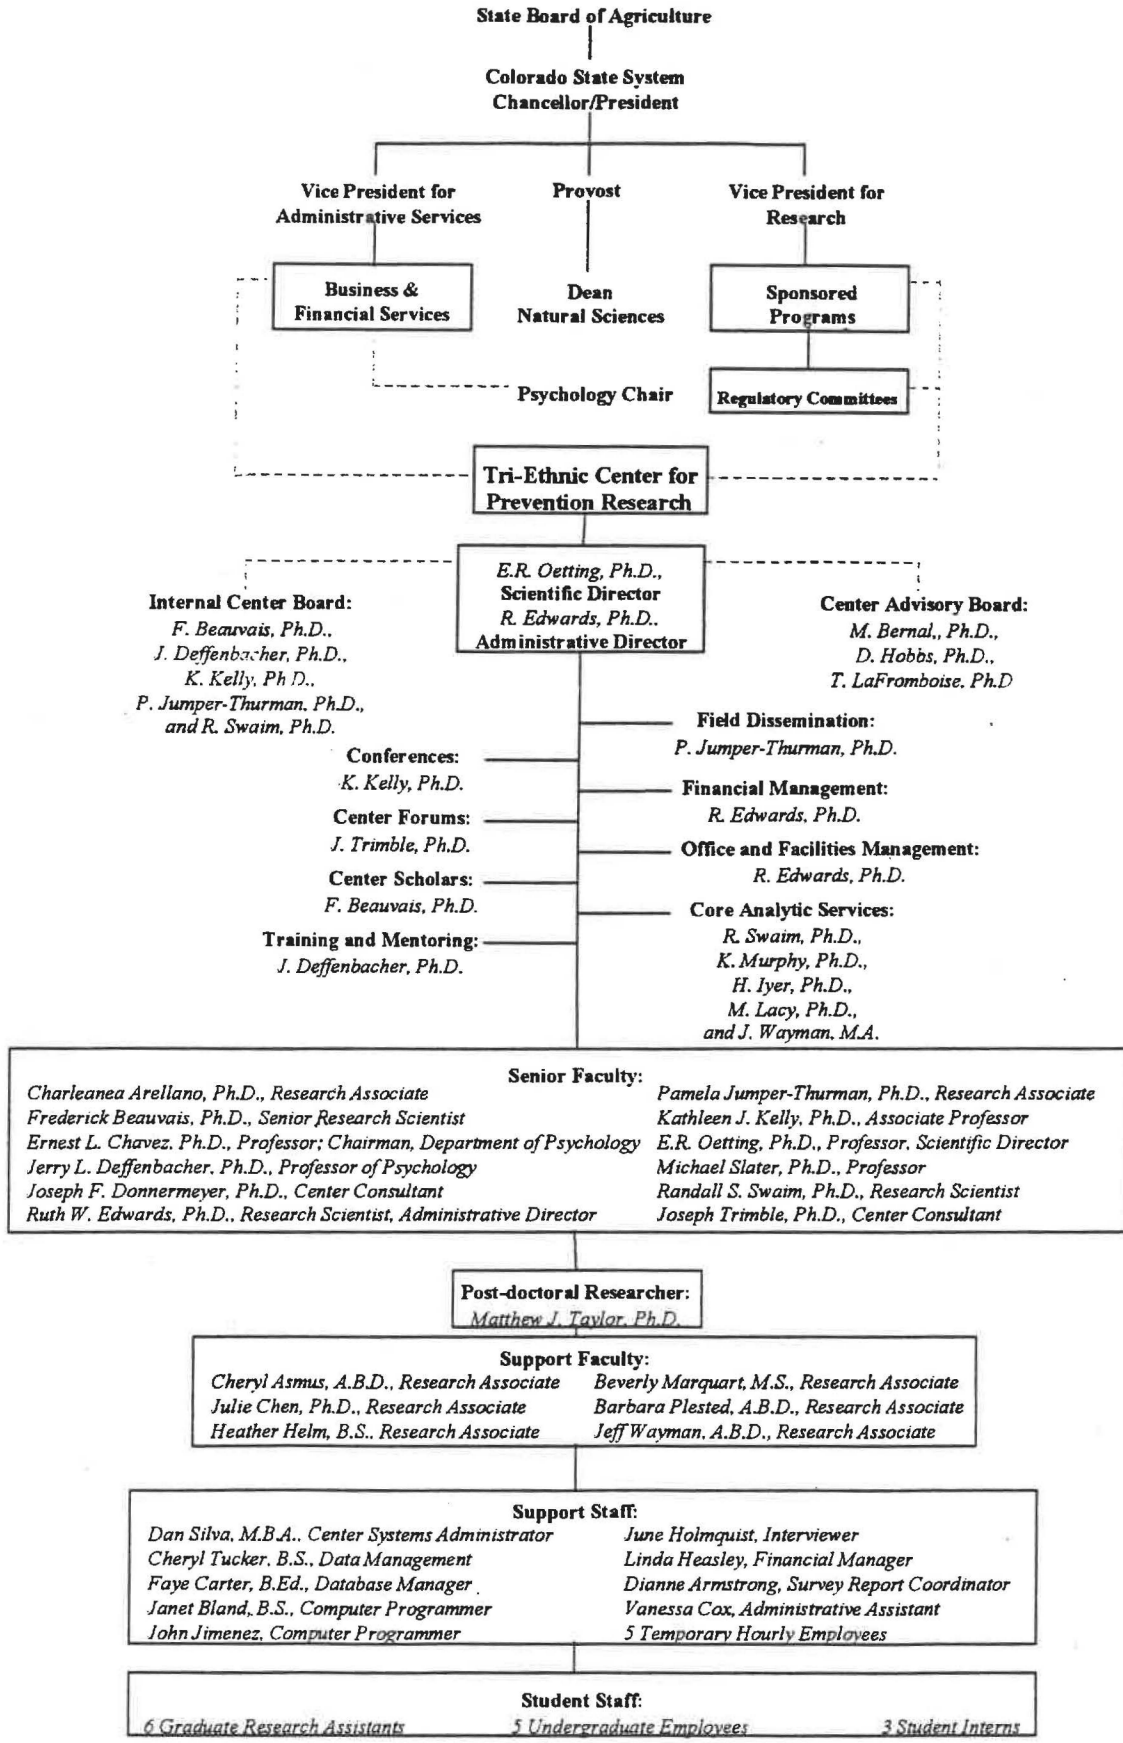 State Board of Agriculture
Colorado State System
Chancellor/President
Vice President for
Administrative Services
Provost
Vice President for
Research
Business &
Financial Services
Dean
Natural Sciences
Sponsored
Programs
Psychology Chair
Regulatory Committees
Tri-Ethnic Center for
Prevention Research
E.R. Oetting, Ph.D.,
Scientific Director
R. Edwards, Ph.D..
Administrative Director
Internal Center Board:
F. Beauvais, Ph.D.,
J. Deffenbacher, Ph.D.,
K. Kelly, Ph D.,
P. Jumper-Thurman, Ph.D.,
and R. Swaim, Ph.D.
Center Advisory Board:
M. Bernal,, Ph.D.,
D. Hobbs, Ph.D.,
T. LaFromboise, Ph.D
Conferences:
K. Kelly, Ph.D.
Center Forums:
J. Trimble, Ph.D.
Center Scholars:
F. Beauvais, Ph.D.
Training and Mentoring:
J. Deffenbacher, Ph.D.
Field Dissemination:
P. Jumper-Thurman, Ph.D.
Financial Management:
R. Edwards, Ph.D.
Office and Facilities Management:
R. Edwards, Ph.D.
Core Analytic Services:
R. Swaim, Ph.D.,
K. Murphy, Ph.D.,
H. Iyer, Ph.D.,
M. Lacy, Ph.D.,
and J. Wayman, M.A.
Senior Faculty:
Charleanea Arellano, Ph.D., Research Associate
Frederick Beauvais, Ph.D., Senior Research Scientist
Ernest L. Chavez, Ph.D., Professor; Chairman, Department of Psychology
Jerry L. Deffenbacher, Ph.D., Professor of Psychology
Joseph F. Donnermeyer, Ph.D., Center Consultant
Ruth W. Edwards, Ph.D., Research Scientist, Administrative Director
Pamela Jumper-Thurman, Ph.D., Research Associate
Kathleen J. Kelly, Ph.D., Associate Professor
E.R. Oetting, Ph.D., Professor, Scientific Director
Michael Slater, Ph.D., Professor
Randall S. Swaim, Ph.D., Research Scientist
Joseph Trimble, Ph.D., Center Consultant
Post-doctoral Researcher:
Matthew J. Taylor, Ph.D.
Support Faculty:
Cheryl Asmus, A.B.D., Research Associate
Julie Chen, Ph.D., Research Associate
Heather Helm, B.S., Research Associate
Beverly Marquart, M.S., Research Associate
Barbara Plested, A.B.D., Research Associate
Jeff Wayman, A.B.D., Research Associate
Support Staff:
Dan Silva, M.B.A., Center Systems Administrator
Cheryl Tucker, B.S., Data Management
Faye Carter, B.Ed., Database Manager
Janet Bland, B.S., Computer Programmer
John Jimenez, Computer Programmer
June Holmquist, Interviewer
Linda Heasley, Financial Manager
Dianne Armstrong, Survey Report Coordinator
Vanessa Cox, Administrative Assistant
5 Temporary Hourly Employees
Student Staff:
6 Graduate Research Assistants 5 Undergraduate Employees 3 Student Interns